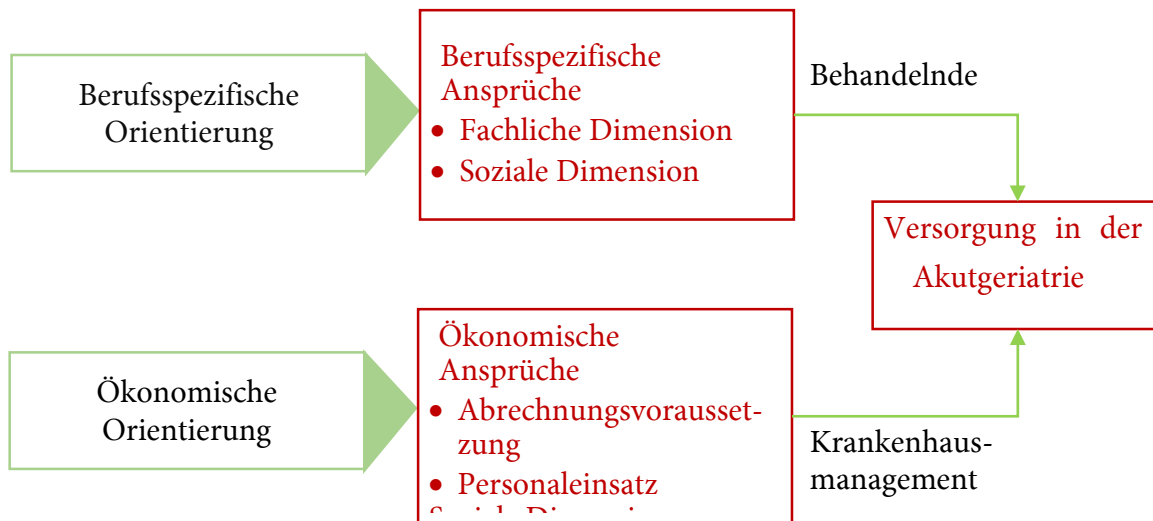 Berufsspezifische
Orientierung
Berufsspezifische
Ansprüche
• Fachliche Dimension
• Soziale Dimension
Behandelnde
Versorgung in der
Akutgeriatrie
Ökonomische
Orientierung
Ökonomische
Ansprüche
• Abrechnungsvorausset-
zung
• Personaleinsatz
Krankenhaus-
management